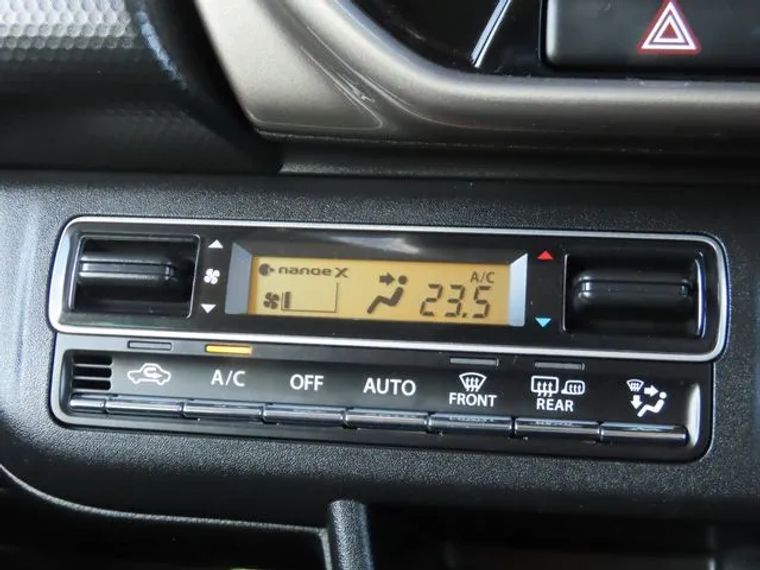 nanoe X
A/C
23.5
A/C
OFF
AUTO
FRONT
REAR